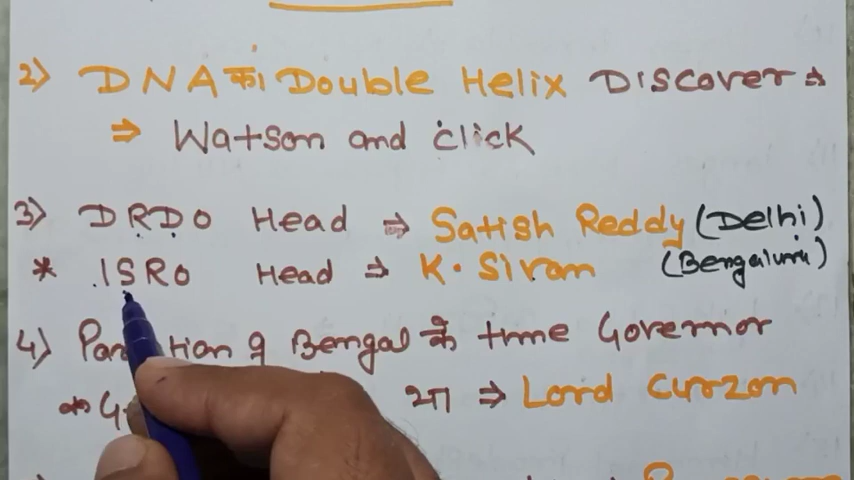 2) DNA का Double Helix Discover ⇒
⇒ Watson and click
3) DRDO Head ⇒ Satish Reddy (Delhi)
* ISRO Head ⇒ K. Sivam (Bengaluru)
4) of Bengal के time Governor
था ⇒ Lord Curzon